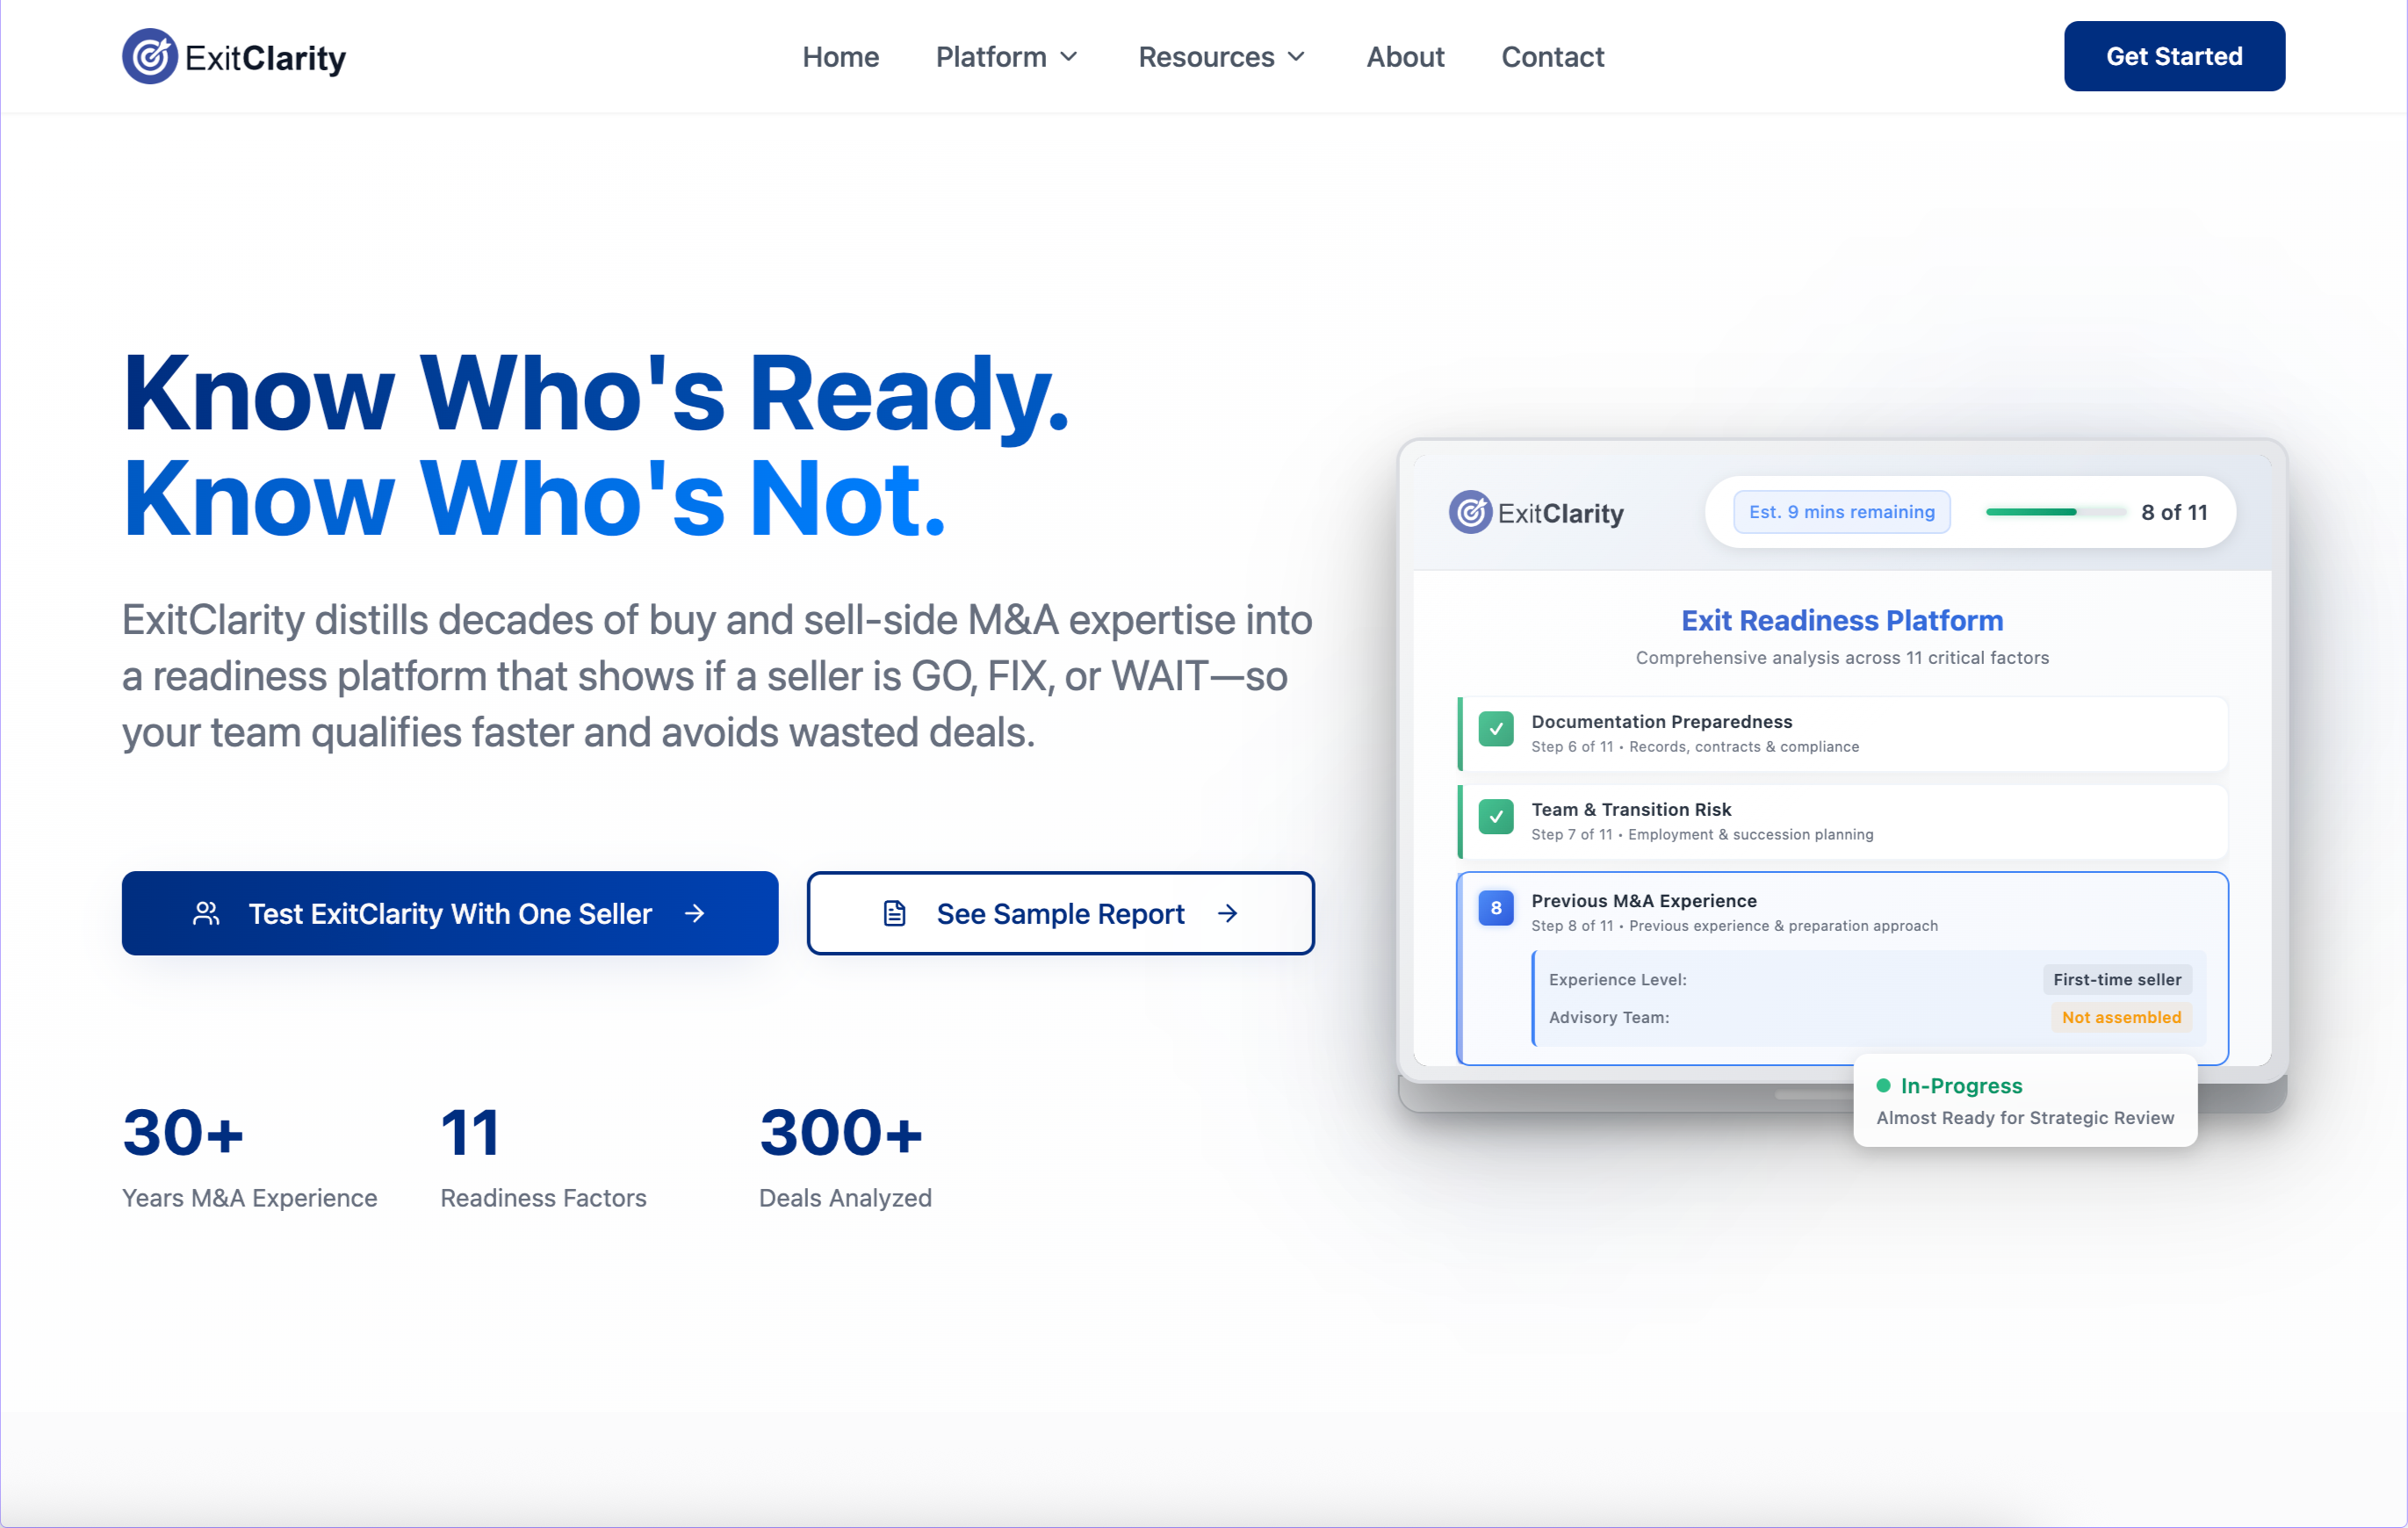 ExitClarity
Home
Platform
Resources
About
Contact
Get Started
Know Who's Ready.
Know Who's Not.
ExitClarity distills decades of buy and sell-side M&A expertise into
a readiness platform that shows if a seller is GO, FIX, or WAIT—so
your team qualifies faster and avoids wasted deals.
Test ExitClarity With One Seller
See Sample Report
30+
Years M&A Experience
11
Readiness Factors
300+
Deals Analyzed
ExitClarity
Est. 9 mins remaining
8 of 11
Exit Readiness Platform
Comprehensive analysis across 11 critical factors
Documentation Preparedness
Step 6 of 11 • Records, contracts & compliance
Team & Transition Risk
Step 7 of 11 • Employment & succession planning
8
Previous M&A Experience
Step 8 of 11 • Previous experience & preparation approach
Experience Level:
First-time seller
Advisory Team:
Not assembled
In-Progress
Almost Ready for Strategic Review